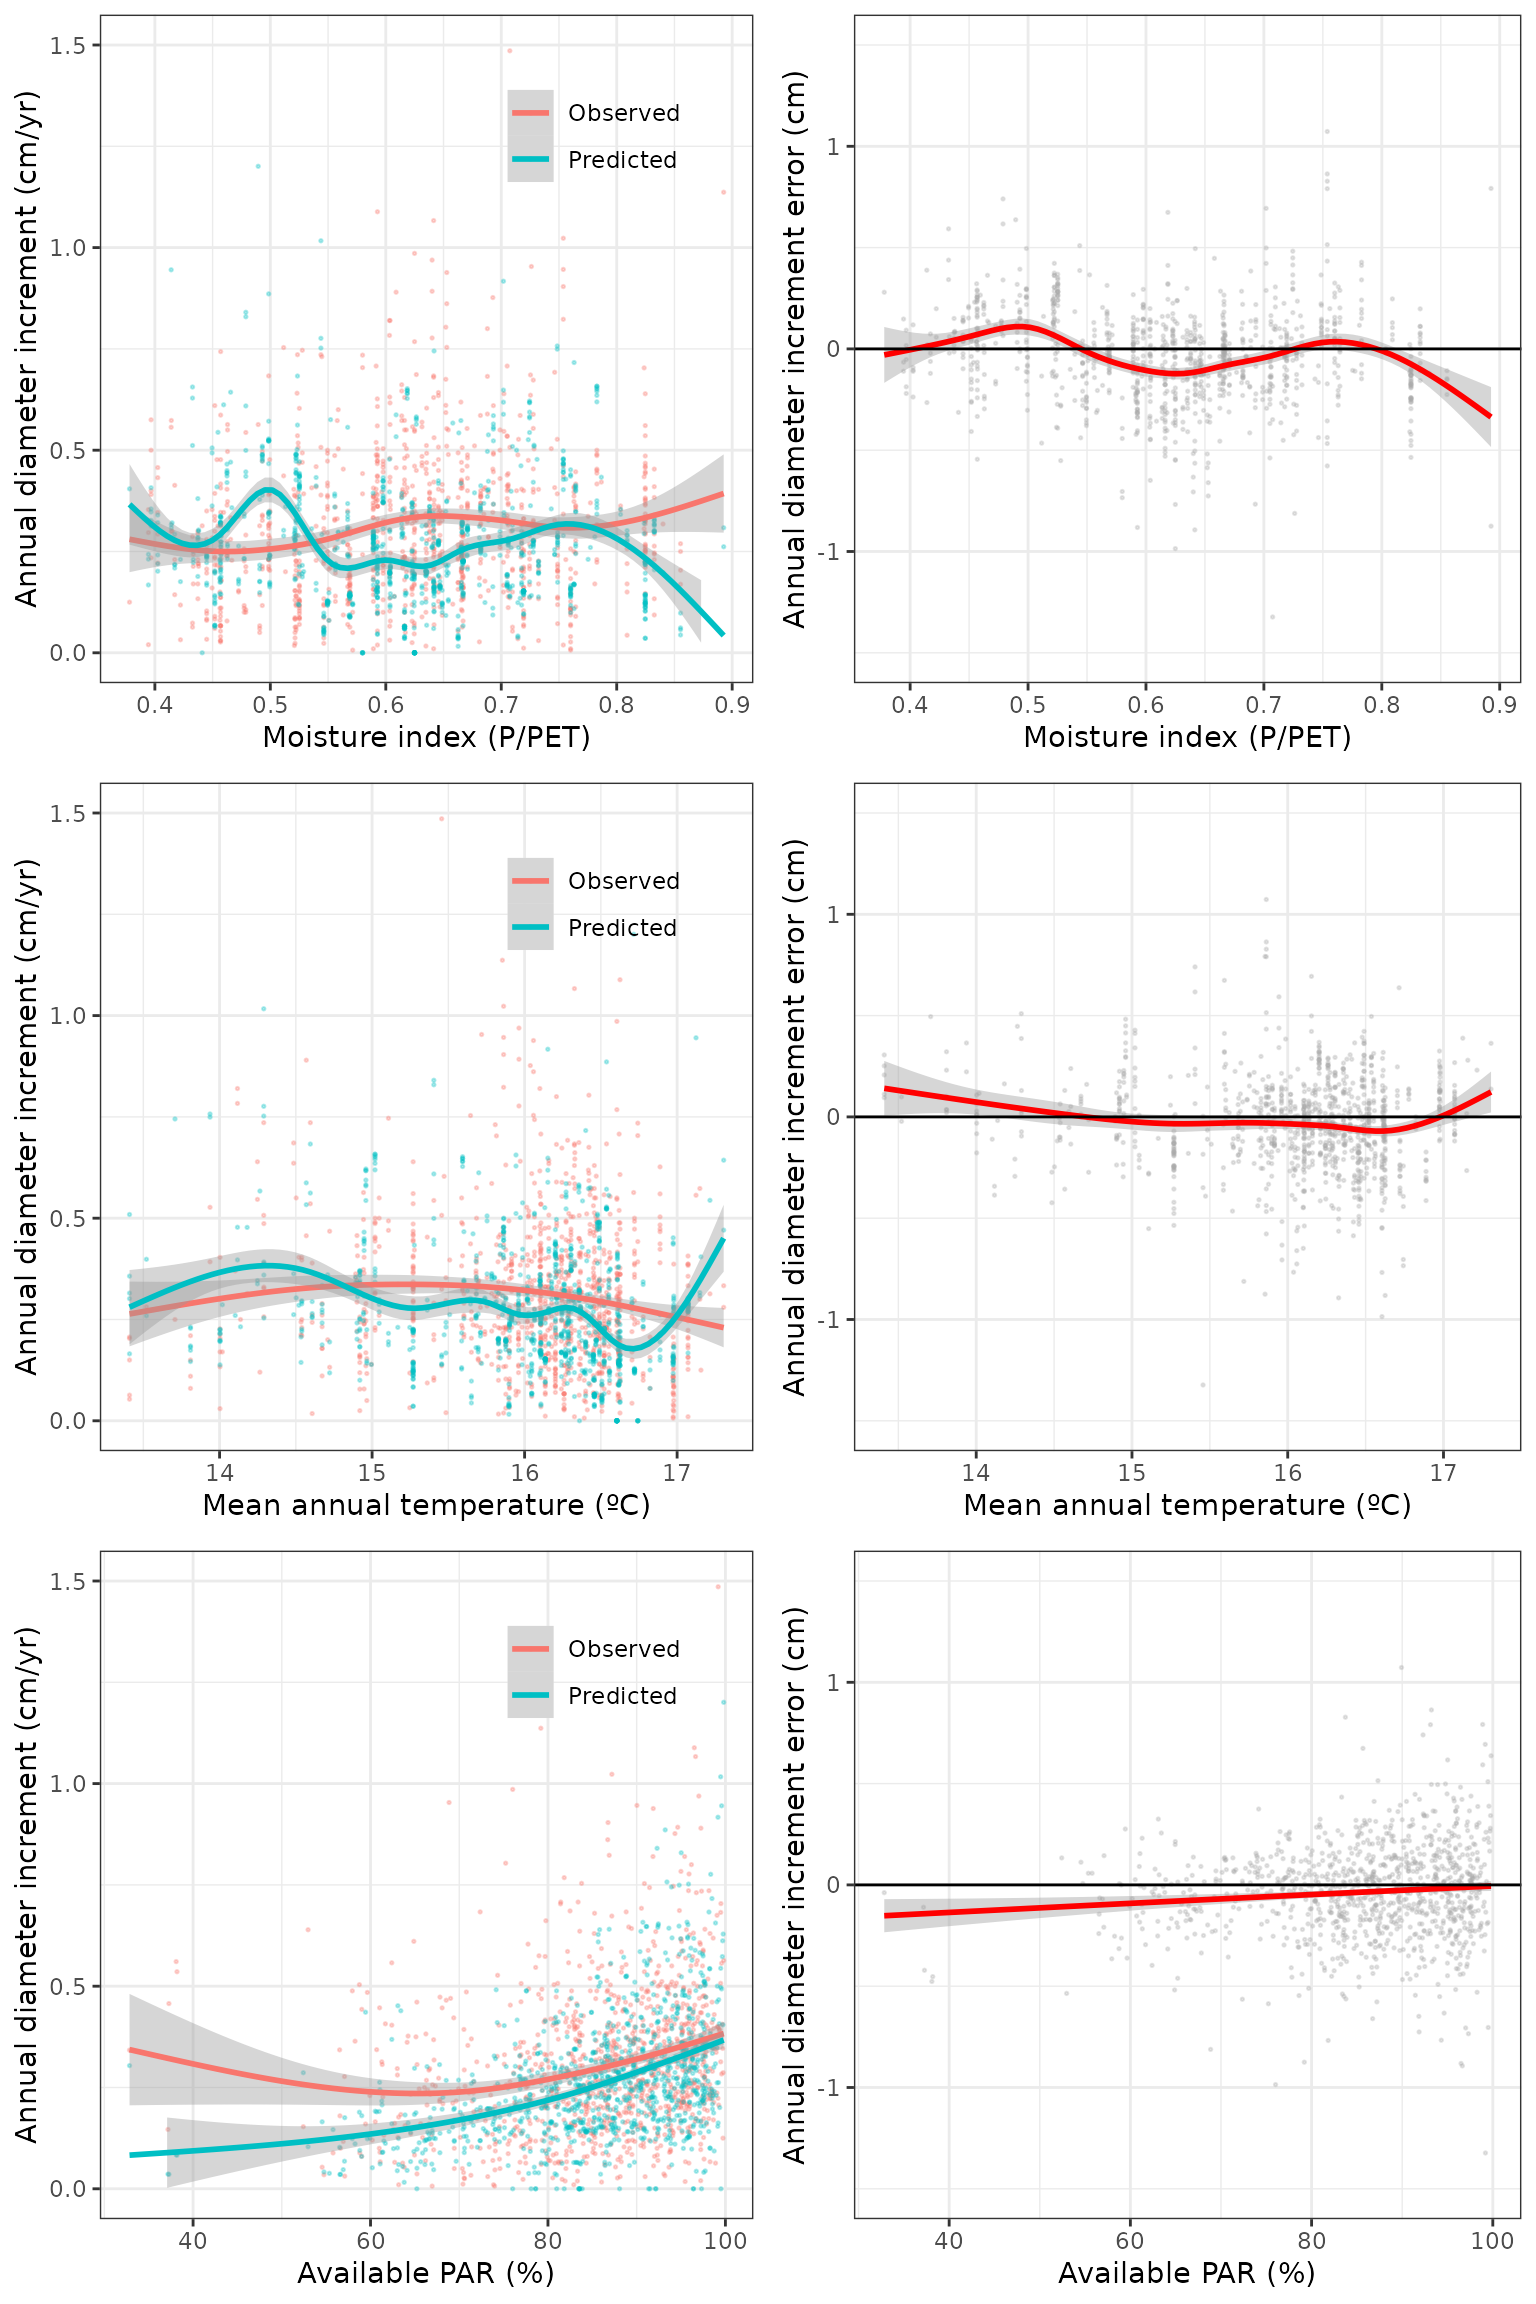 Annual diameter increment (cm/yr)
1.5
1.0
0.5
0.0
Observed
Predicted
0.4 0.5 0.6 0.7 0.8 0.9
Moisture index (P/PET)
Annual diameter increment error (cm)
1
0
-1
0.4 0.5 0.6 0.7 0.8 0.9
Moisture index (P/PET)
Annual diameter increment (cm/yr)
1.5
1.0
0.5
0.0
Observed
Predicted
14 15 16 17
Mean annual temperature (ºC)
Annual diameter increment error (cm)
1
0
-1
14 15 16 17
Mean annual temperature (ºC)
Annual diameter increment (cm/yr)
1.5
1.0
0.5
0.0
Observed
Predicted
40 60 80 100
Available PAR (%)
Annual diameter increment error (cm)
1
0
-1
40 60 80 100
Available PAR (%)